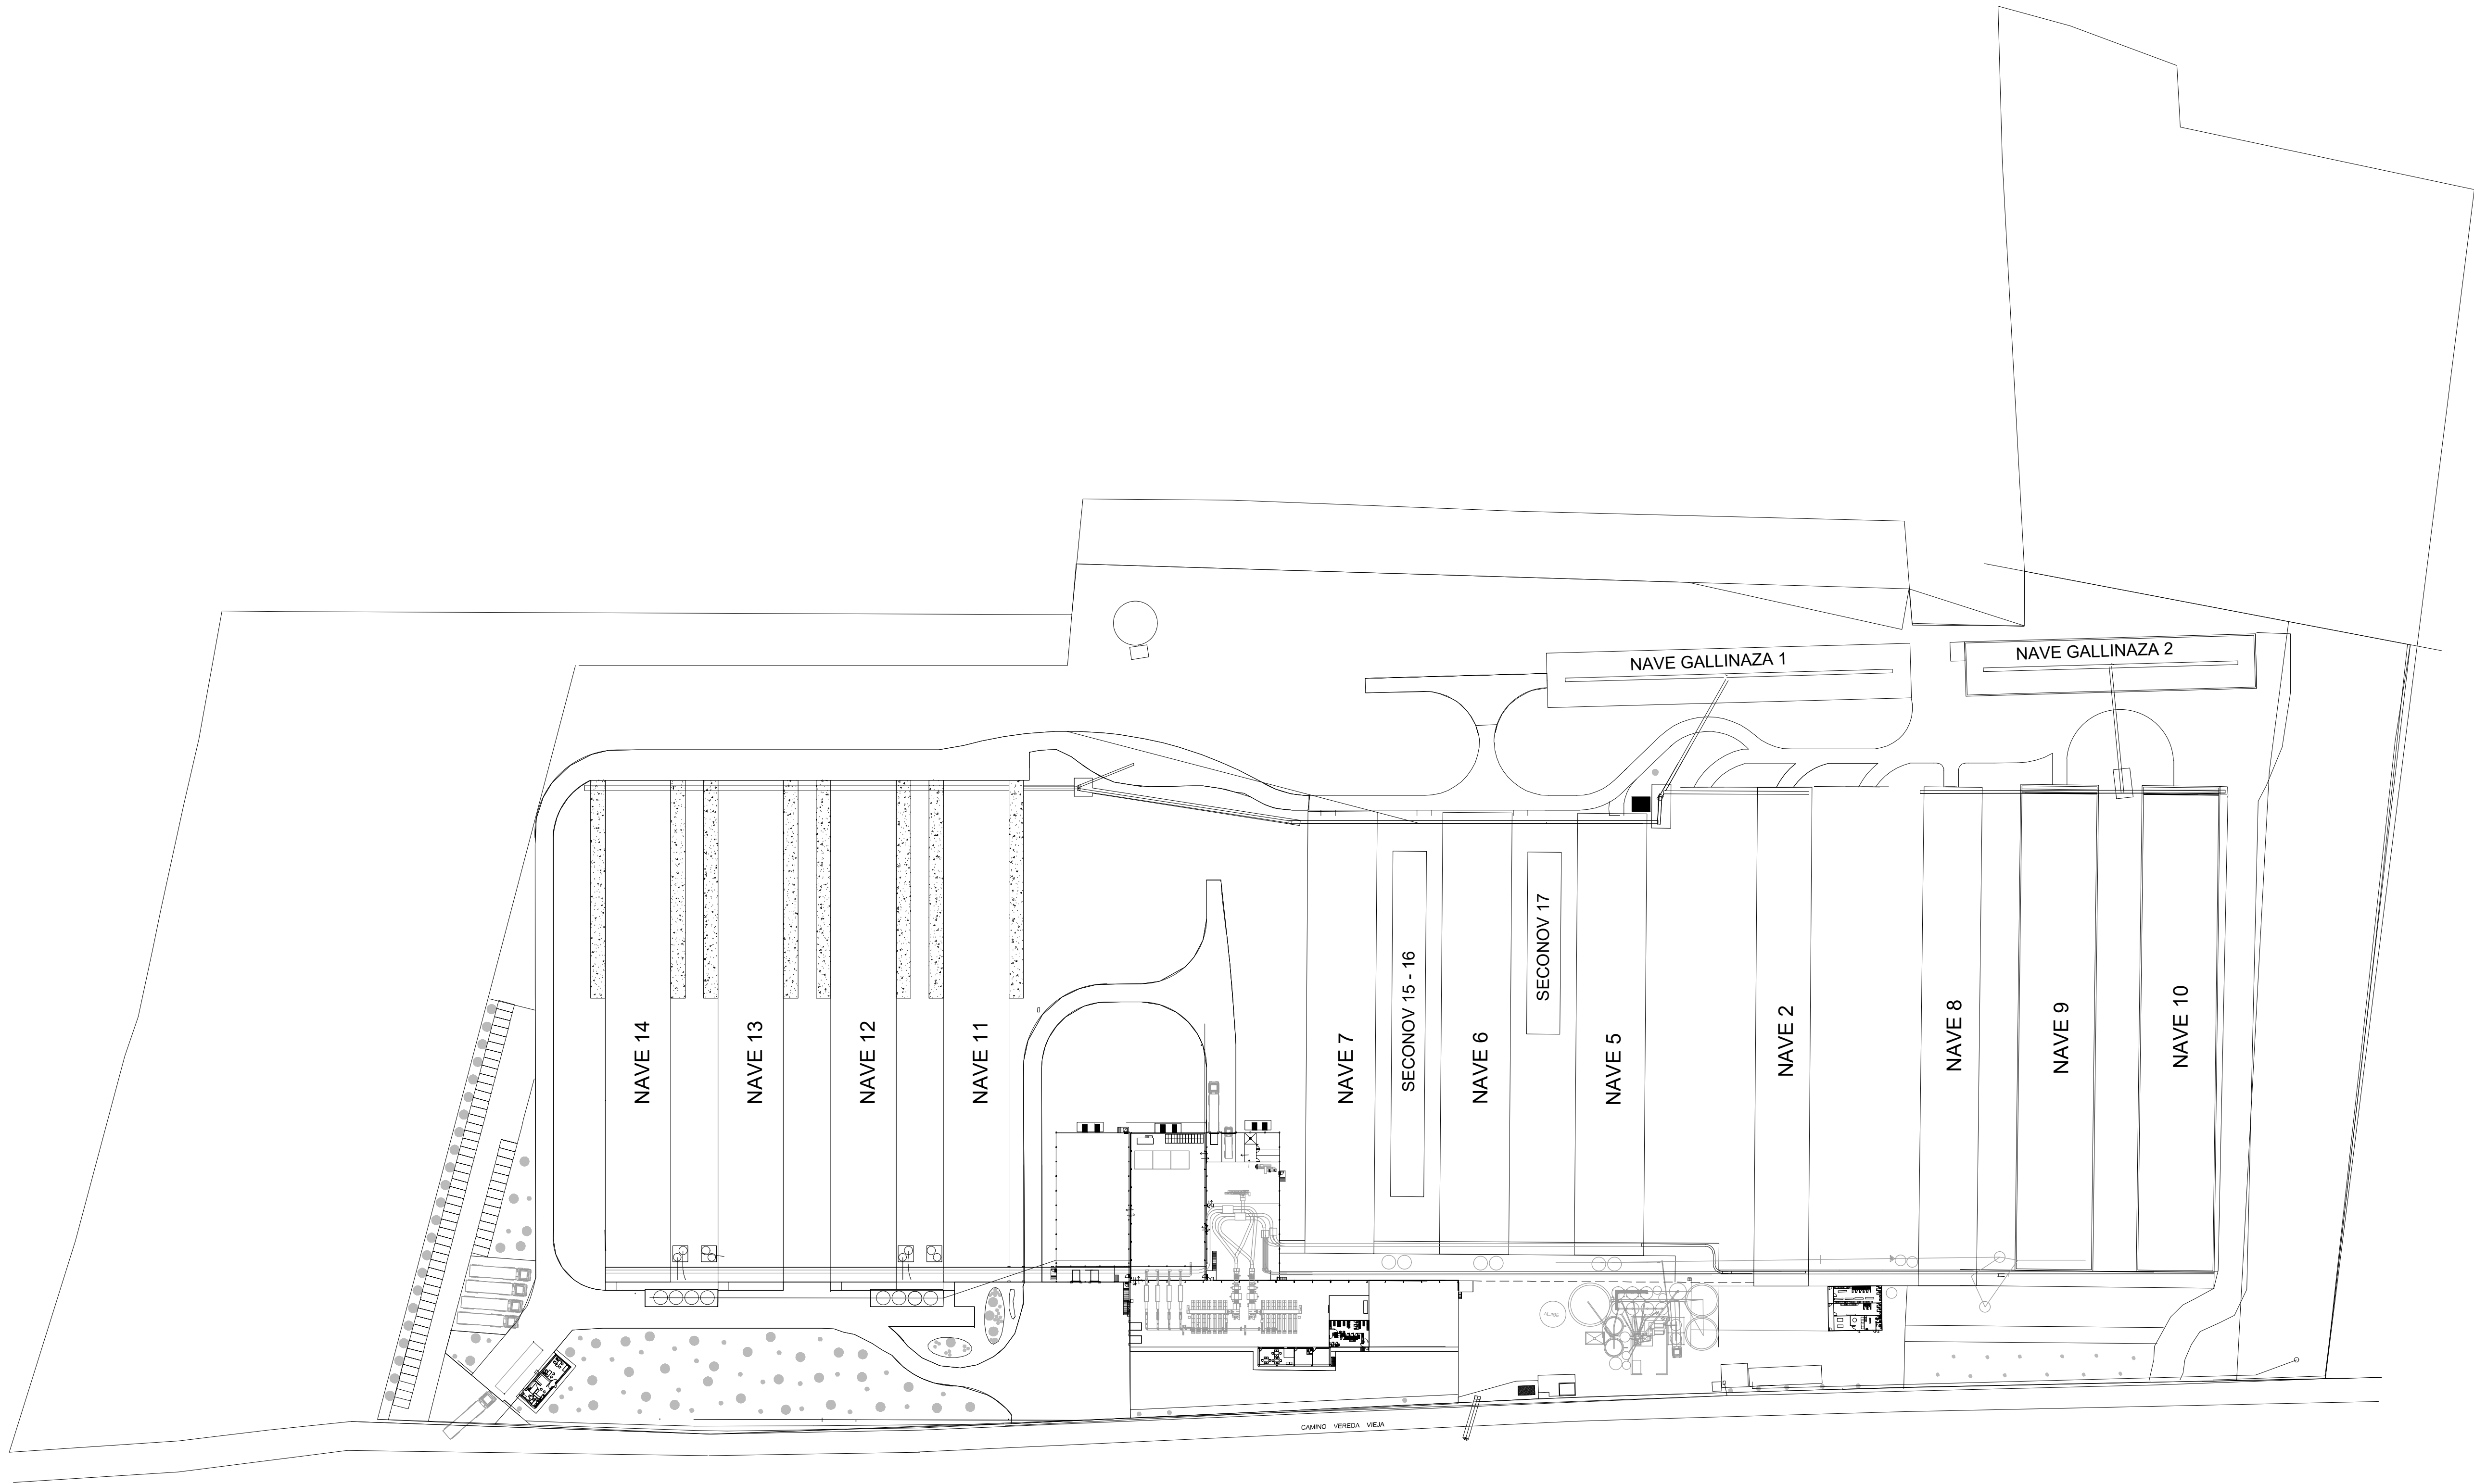 NAVE GALLINAZA 1
NAVE GALLINAZA 2
NAVE 14
NAVE 13
NAVE 12
NAVE 11
NAVE 7
SECONOV 15 - 16
NAVE 6
SECONOV 17
NAVE 5
NAVE 2
NAVE 8
NAVE 9
NAVE 10
CAMINO VEREDA VIEJA